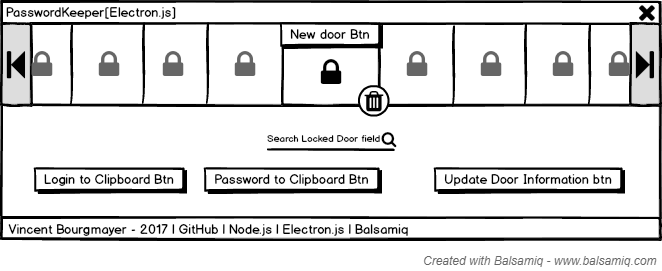 PasswordKeeper[Electron.js]
New door Btn
Search Locked Door field
Login to Clipboard Btn
Password to Clipboard Btn
Update Door Information btn
Vincent Bourgmayer - 2017 | GitHub | Node.js | Electron.js | Balsamiq
Created with Balsamiq - www.balsamiq.com